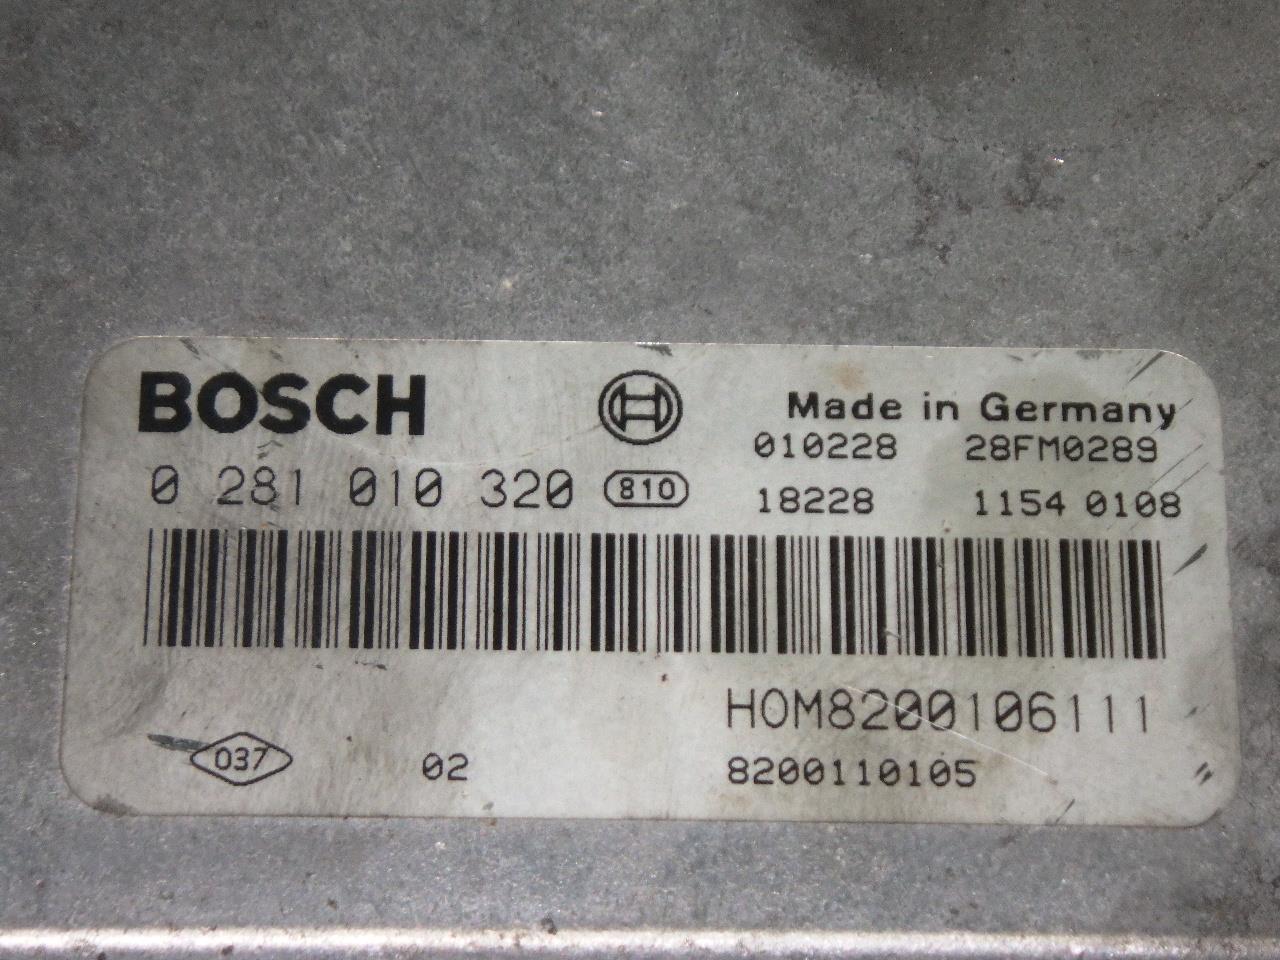 BOSCH Made in Germany
010228 28FM0289
0 281 010 320 810 18228 1154 0108
HOM8200106111
037 02 8200110105